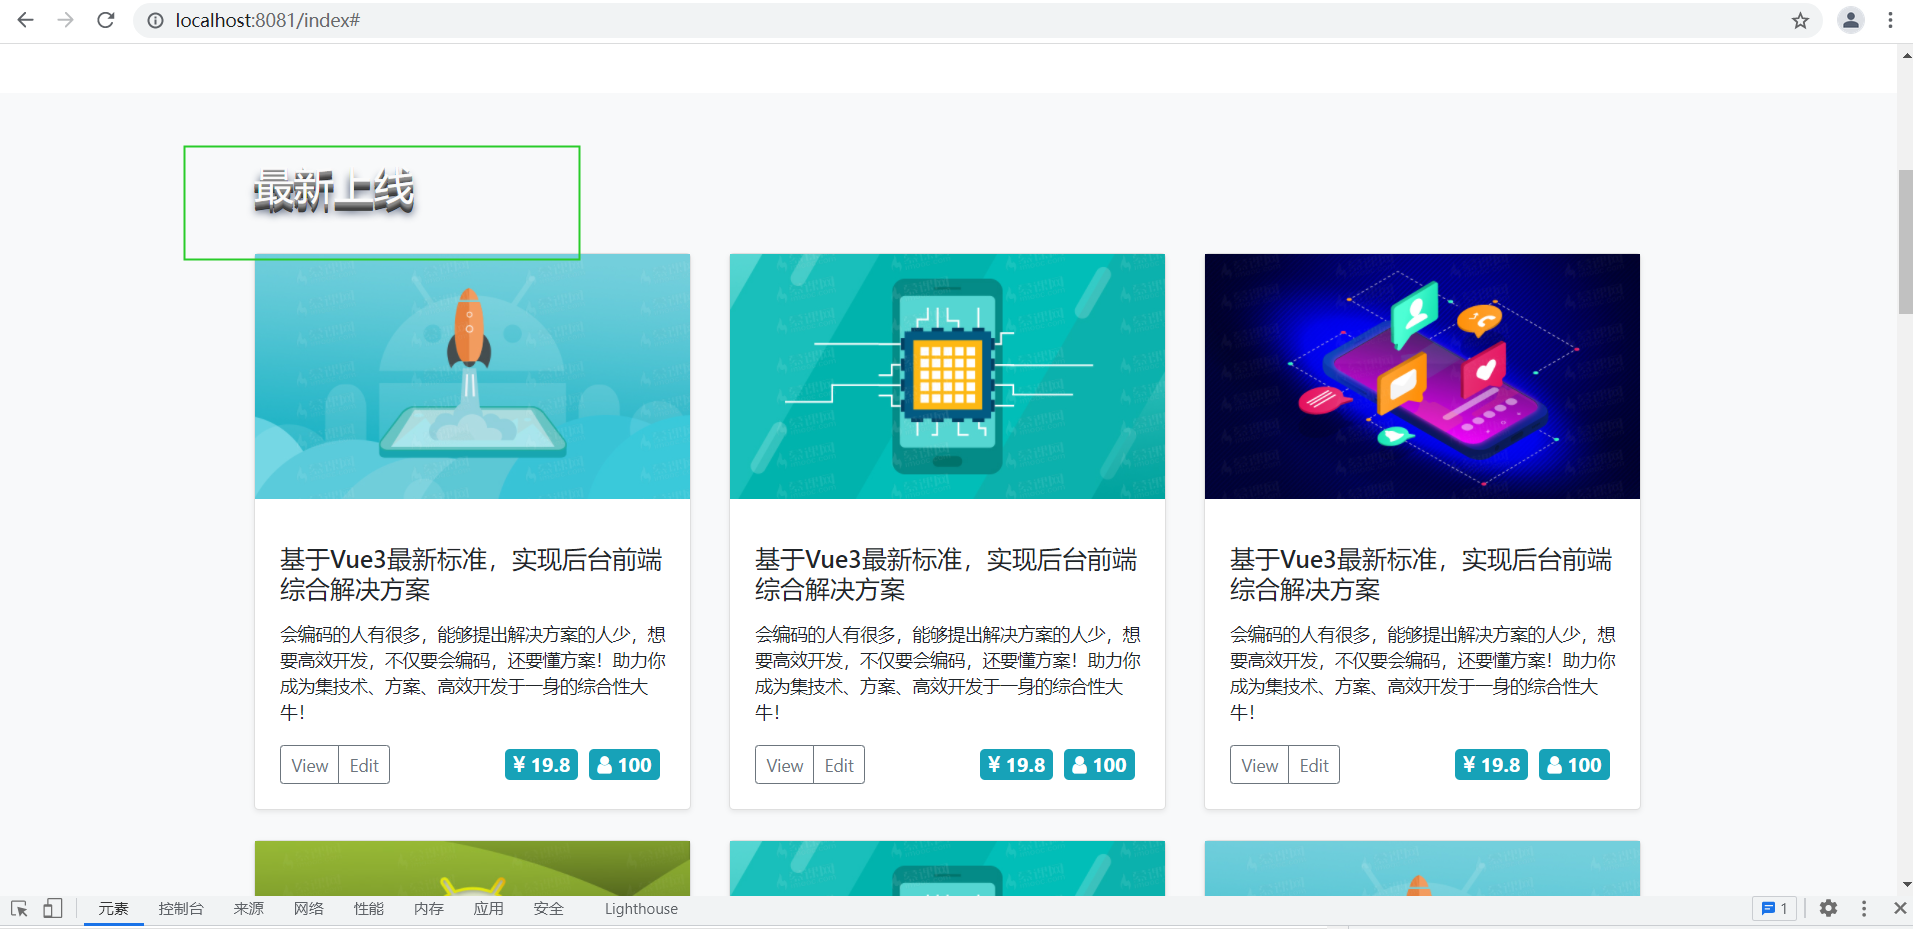 localhost:8081/index#
最新上线
基于Vue3最新标准，实现后台前端
综合解决方案
会编码的人有很多，能够提出解决方案的人少，想
要高效开发，不仅要会编码，还要懂方案！助力你
成为集技术、方案、高效开发于一身的综合性大
牛！
View Edit ¥ 19.8 100
基于Vue3最新标准，实现后台前端
综合解决方案
会编码的人有很多，能够提出解决方案的人少，想
要高效开发，不仅要会编码，还要懂方案！助力你
成为集技术、方案、高效开发于一身的综合性大
牛！
View Edit ¥ 19.8 100
基于Vue3最新标准，实现后台前端
综合解决方案
会编码的人有很多，能够提出解决方案的人少，想
要高效开发，不仅要会编码，还要懂方案！助力你
成为集技术、方案、高效开发于一身的综合性大
牛！
View Edit ¥ 19.8 100
元素 控制台 来源 网络 性能 内存 应用 安全 Lighthouse 1